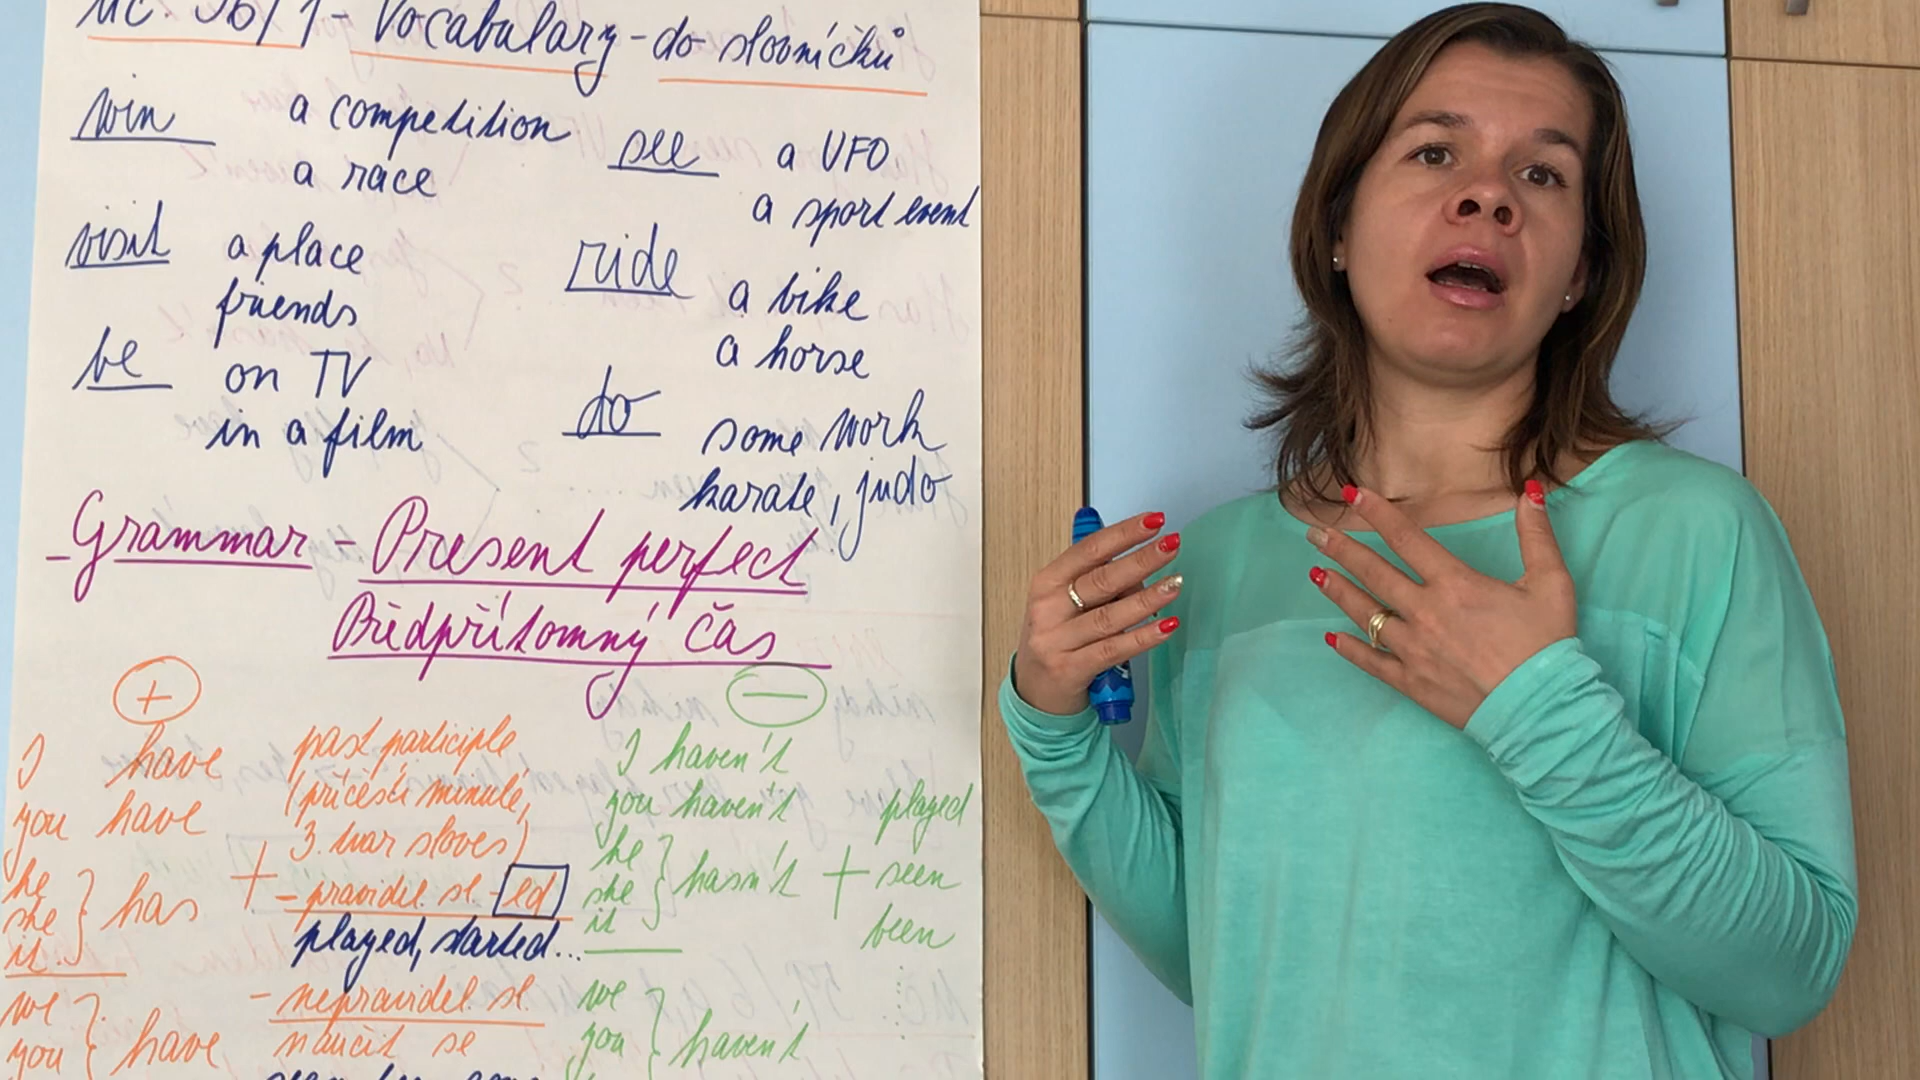 UČ. 56/1 - Vocabulary - do slovníčků
win a competition
a race
see a UFO
a sport event
visit a place
friends
ride a bike
a horse
be on TV
in a film
do some work
karate, judo
- Grammar - Present perfect
Předpřítomný čas
+
I have
you have
he
she
it
} has
we
you
} have
+
past participle
(příčestí minulé,
3. tvar sloves)
- pravidel. sl. -ed
played, started...
- nepravidel. sl.
naučit se
—
I haven't
you haven't
he
she
it
} hasn't
+
played
seen
been
we
you
} haven't